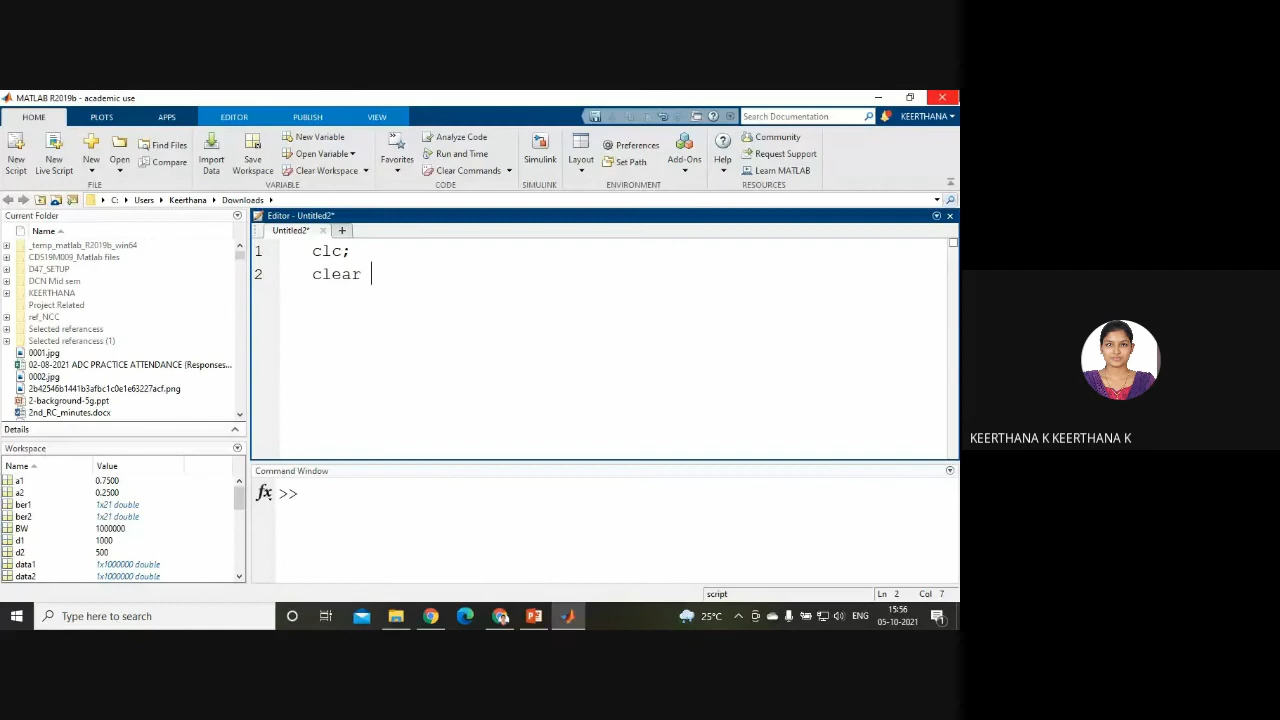 MATLAB R2019b - academic use
HOME PLOTS APPS EDITOR PUBLISH VIEW Search Documentation KEERTHANA
New Script
New Live Script
New
Open
Find Files
Compare
FILE
Import Data
Save Workspace
New Variable
Open Variable
Clear Workspace
VARIABLE
Favorites
Analyze Code
Run and Time
Clear Commands
CODE
Simulink
SIMULINK
Layout
Preferences
Set Path
Add-Ons
ENVIRONMENT
Help
Community
Request Support
Learn MATLAB
RESOURCES
C: Users Keerthana Downloads
Current Folder
Name
_temp_matlab_R2019b_win64
CDS19M009_Matlab files
D47_SETUP
DCN Mid sem
KEERTHANA
Project Related
ref_NCC
Selected referancess
Selected referancess (1)
0001.jpg
02-08-2021 ADC PRACTICE ATTENDANCE (Responses...
0002.jpg
2b42546b1441b3afbc1c0e1e63227acf.png
2-background-5g.ppt
2nd_RC_minutes.docx
Details
Workspace
Name Value
a1 0.7500
a2 0.2500
ber1 1x21 double
ber2 1x21 double
BW 1000000
d1 1000
d2 500
data1 1x1000000 double
data2 1x1000000 double
Editor - Untitled2*
Untitled2*
1 clc;
2 clear
Command Window
fx >>
script Ln 2 Col 7
Type here to search
25°C ENG
15:56
05-10-2021
KEERTHANA K KEERTHANA K